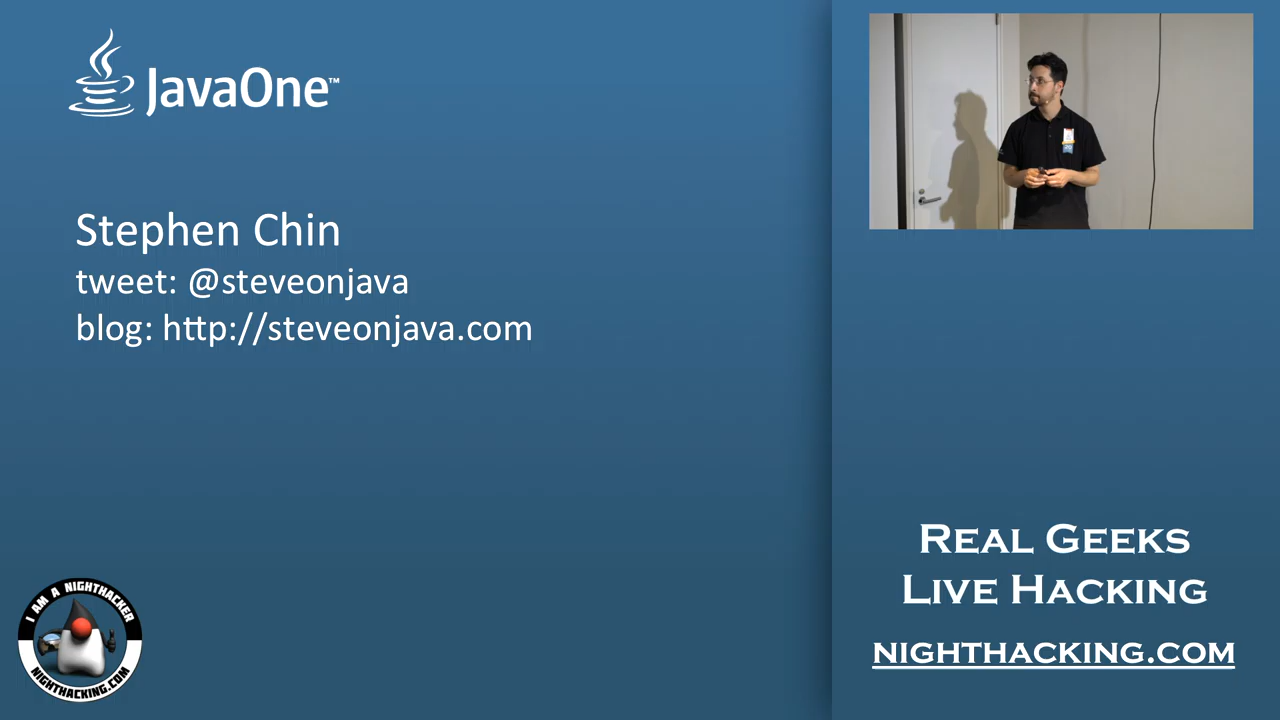 JavaOne™
Stephen Chin
tweet: @steveonjava
blog: http://steveonjava.com
I AM A NIGHTHACKER
NIGHTHACKING.COM
REAL GEEKS
LIVE HACKING
NIGHTHACKING.COM